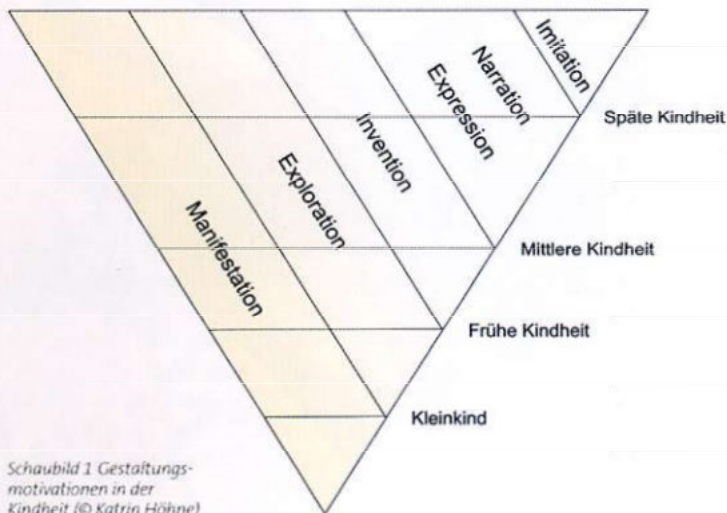 Imitation
Narration
Expression
Invention
Exploration
Manifestation
Späte Kindheit
Mittlere Kindheit
Frühe Kindheit
Kleinkind
Schaubild 1 Gestaltungs-
motivationen in der
Kindheit (© Katrin Höhne)